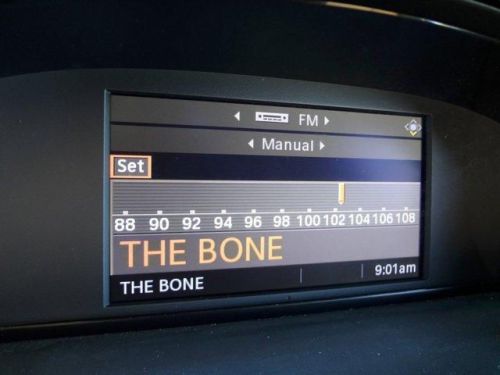 FM
Manual
Set
88 90 92 94 96 98 100 102 104 106 108
THE BONE
THE BONE
9:01am